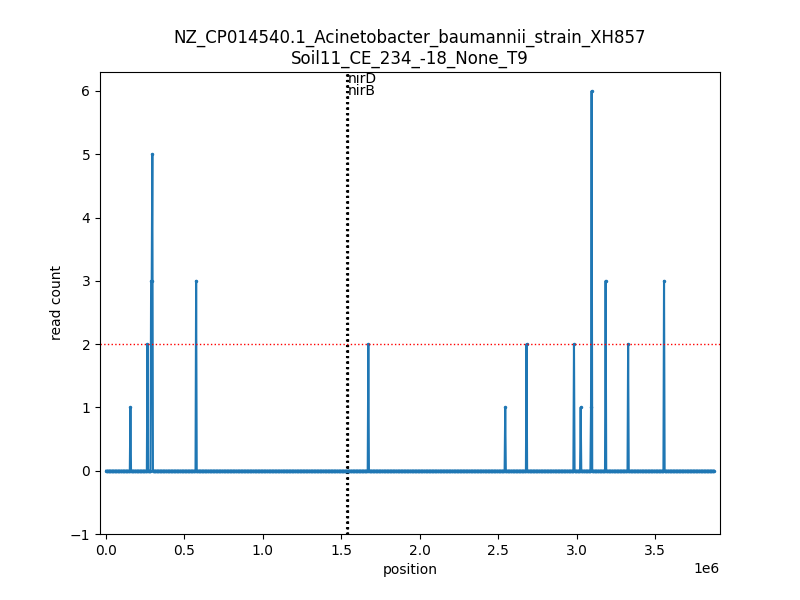 NZ_CP014540.1_Acinetobacter_baumannii_strain_XH857
Soil11_CE_234_-18_None_T9
nirD
nirB
6
5
4
3
2
1
0
−1
read count
0.0 0.5 1.0 1.5 2.0 2.5 3.0 3.5
1e6
position